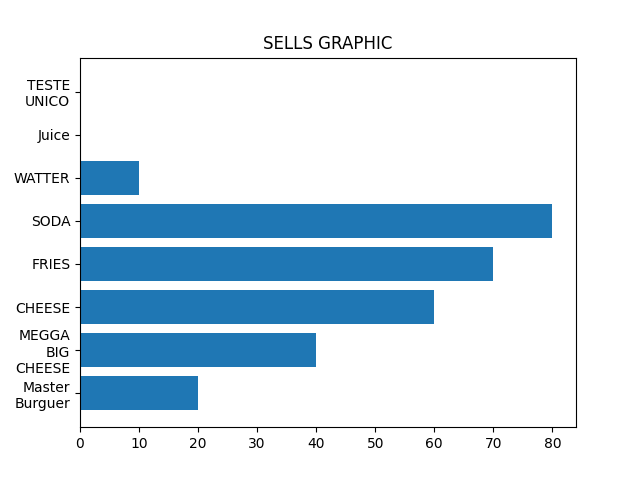 SELLS GRAPHIC
TESTE
UNICO
Juice
WATTER
SODA
FRIES
CHEESE
MEGGA
BIG
CHEESE
Master
Burguer
0 10 20 30 40 50 60 70 80